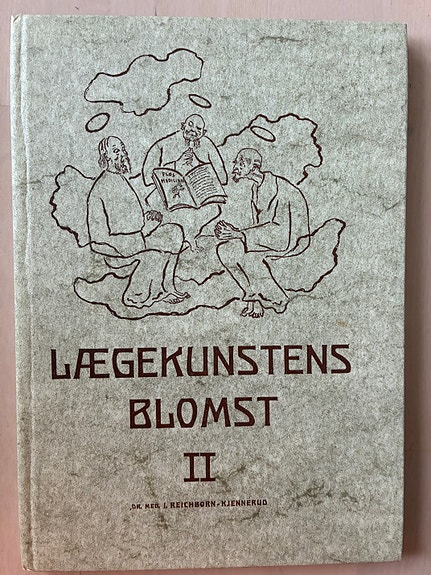 FLOS
MEDICINÆ
LÆGEKUNSTENS
BLOMST
II
DR. MED. I. REICHBORN-KJENNERUD